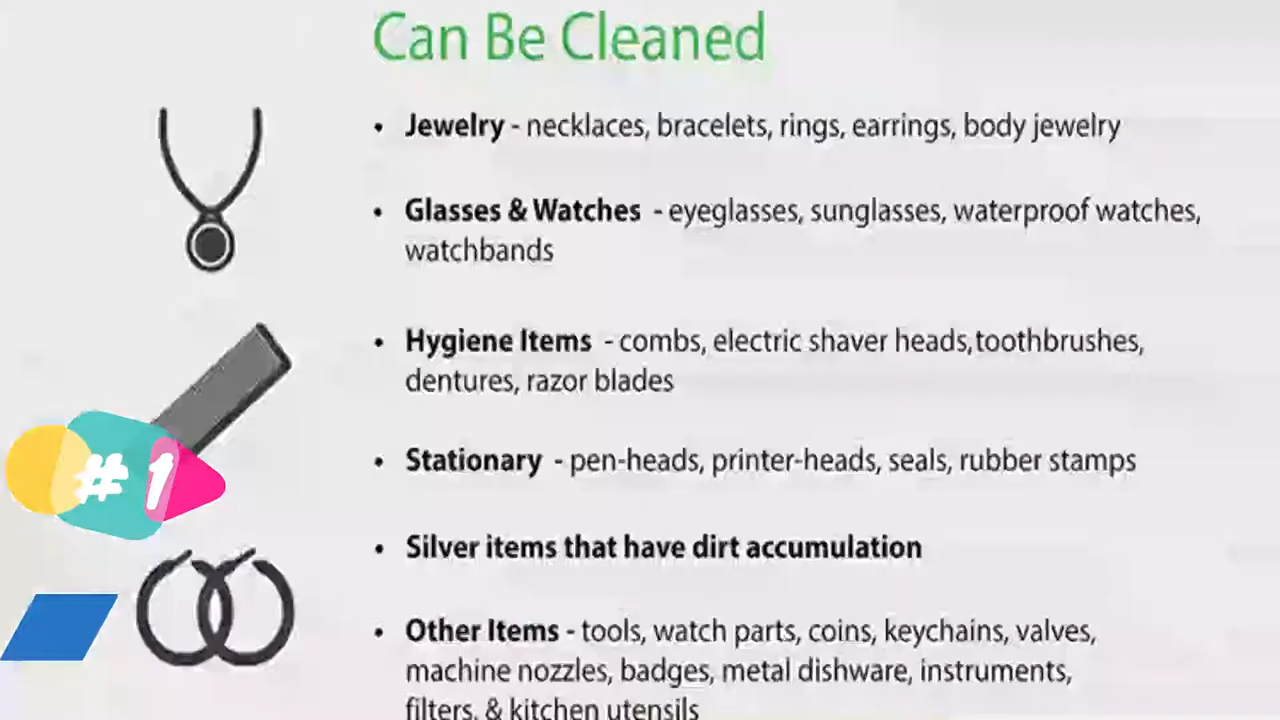 Can Be Cleaned
• Jewelry - necklaces, bracelets, rings, earrings, body jewelry
• Glasses & Watches - eyeglasses, sunglasses, waterproof watches,
watchbands
• Hygiene Items - combs, electric shaver heads,toothbrushes,
dentures, razor blades
• Stationary - pen-heads, printer-heads, seals, rubber stamps
# 1
• Silver items that have dirt accumulation
• Other Items - tools, watch parts, coins, keychains, valves,
machine nozzles, badges, metal dishware, instruments,
filters, & kitchen utensils